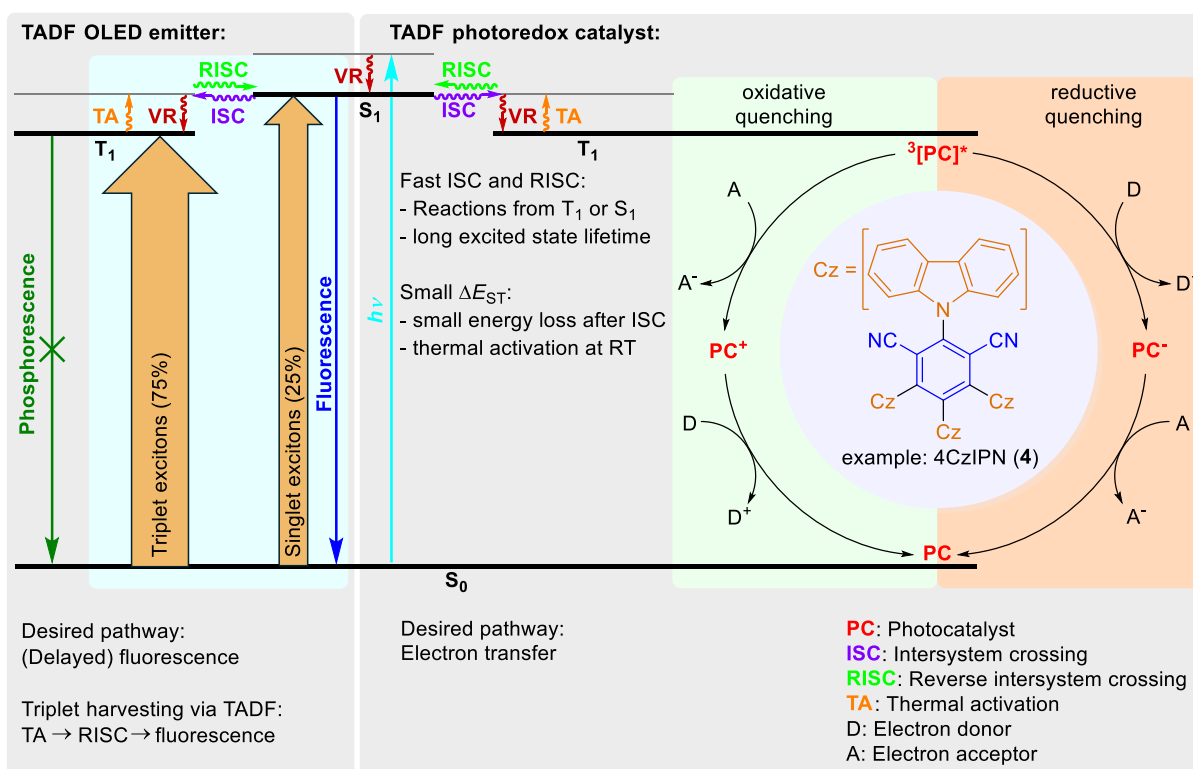 TADF OLED emitter:
TADF photoredox catalyst:
RISC
VR
RISC
TA
VR
ISC
S1
ISC
VR
TA
T1
T1
oxidative
quenching
reductive
quenching
3[PC]*
Phosphorescence
Triplet excitons (75%)
Singlet excitons (25%)
Fluorescence
hν
Fast ISC and RISC:
- Reactions from T1 or S1
- long excited state lifetime
Small ΔEST:
- small energy loss after ISC
- thermal activation at RT
A
D
Cz =
N
A-
D-
PC+
NC
CN
PC-
Cz
Cz
Cz
D
A
example: 4CzIPN (4)
D+
A-
PC
S0
Desired pathway:
(Delayed) fluorescence
Triplet harvesting via TADF:
TA → RISC → fluorescence
Desired pathway:
Electron transfer
PC: Photocatalyst
ISC: Intersystem crossing
RISC: Reverse intersystem crossing
TA: Thermal activation
D: Electron donor
A: Electron acceptor